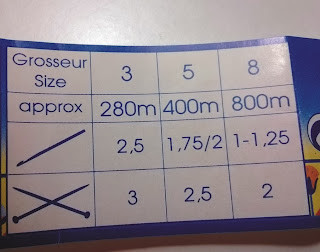 Grosseur
Size 3 5 8
approx 280m 400m 800m
2,5 1,75/2 1-1,25
3 2,5 2